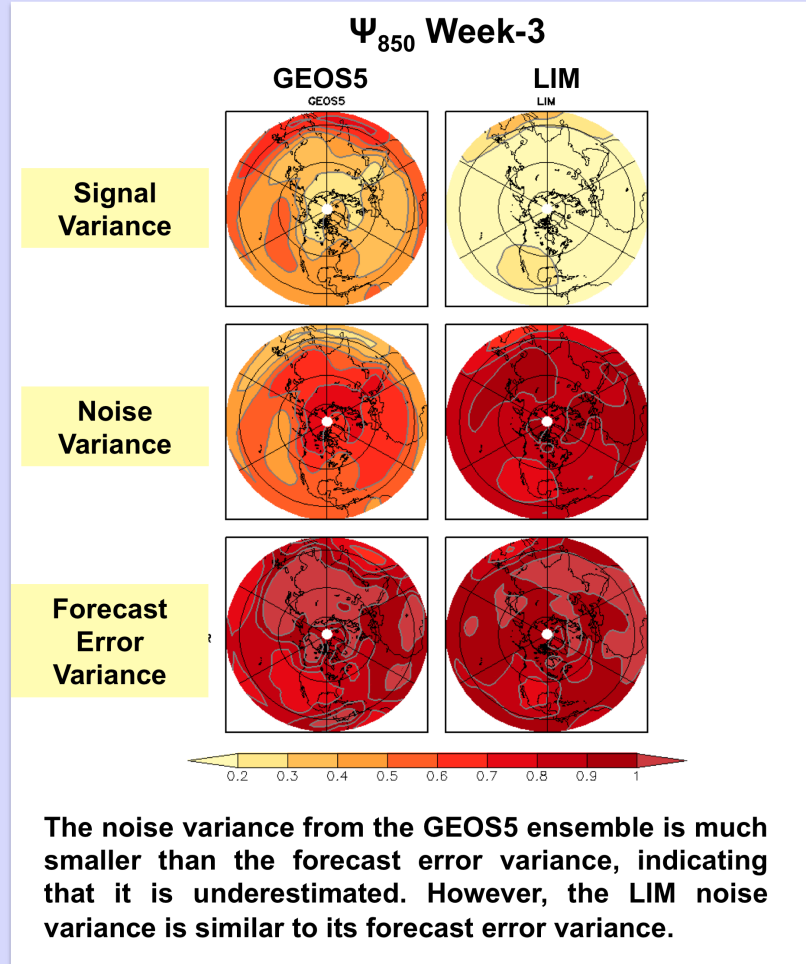 Ψ850 Week-3
GEOS5 LIM
GEOS5 LIM
Signal
Variance
Noise
Variance
Forecast
Error
Variance
0.2 0.3 0.4 0.5 0.6 0.7 0.8 0.9 1
The noise variance from the GEOS5 ensemble is much
smaller than the forecast error variance, indicating
that it is underestimated. However, the LIM noise
variance is similar to its forecast error variance.